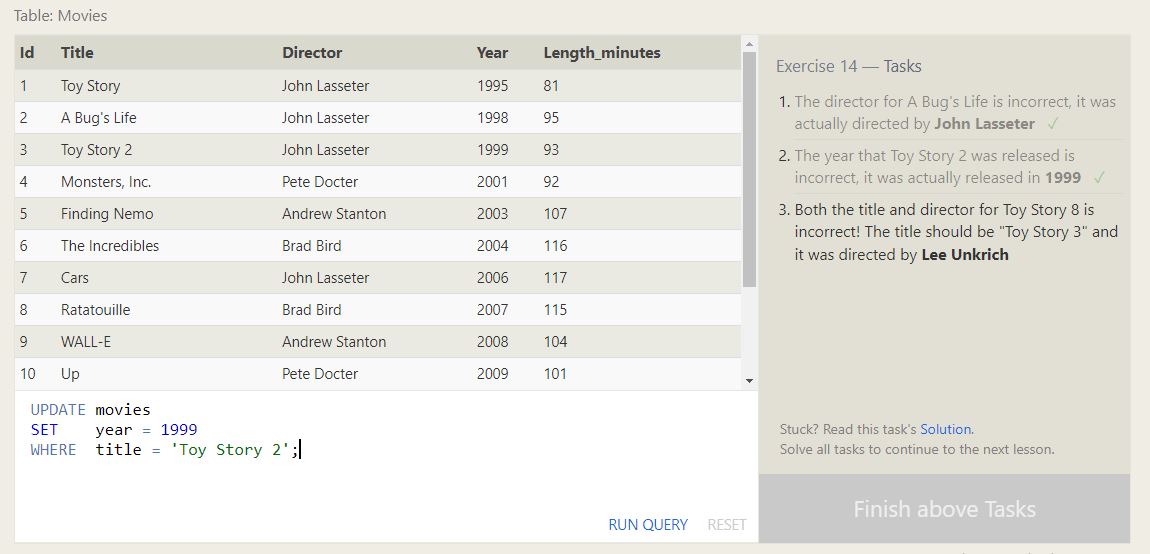 Table: Movies
Id Title Director Year Length_minutes
1 Toy Story John Lasseter 1995 81
2 A Bug's Life John Lasseter 1998 95
3 Toy Story 2 John Lasseter 1999 93
4 Monsters, Inc. Pete Docter 2001 92
5 Finding Nemo Andrew Stanton 2003 107
6 The Incredibles Brad Bird 2004 116
7 Cars John Lasseter 2006 117
8 Ratatouille Brad Bird 2007 115
9 WALL-E Andrew Stanton 2008 104
10 Up Pete Docter 2009 101
UPDATE movies
SET year = 1999
WHERE title = 'Toy Story 2';
RUN QUERY RESET
Exercise 14 — Tasks
1. The director for A Bug's Life is incorrect, it was
actually directed by John Lasseter ✓
2. The year that Toy Story 2 was released is
incorrect, it was actually released in 1999 ✓
3. Both the title and director for Toy Story 8 is
incorrect! The title should be "Toy Story 3" and
it was directed by Lee Unkrich
Stuck? Read this task's Solution.
Solve all tasks to continue to the next lesson.
Finish above Tasks